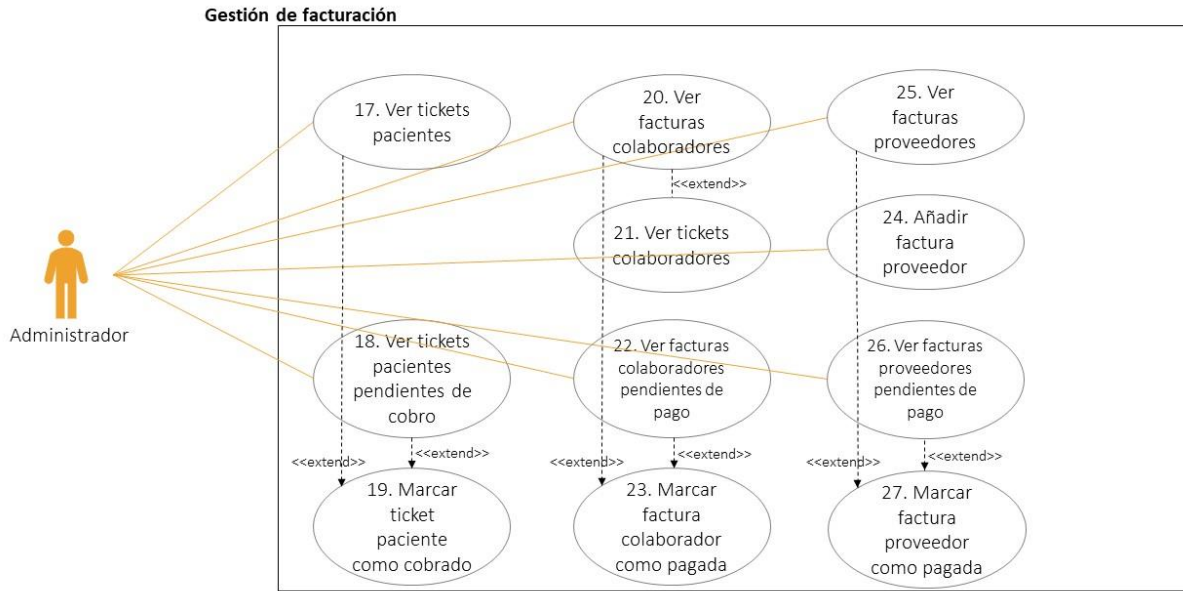 Gestión de facturación
17. Ver tickets
pacientes
20. Ver
facturas
colaboradores
25. Ver
facturas
proveedores
<<extend>>
21. Ver tickets
colaboradores
24. Añadir
factura
proveedor
Administrador
18. Ver tickets
pacientes
pendientes de
cobro
22. Ver facturas
colaboradores
pendientes de
pago
26. Ver facturas
proveedores
pendientes de
pago
<<extend>>
<<extend>>
<<extend>>
<<extend>>
<<extend>>
<<extend>>
19. Marcar
ticket
paciente
como cobrado
23. Marcar
factura
colaborador
como pagada
27. Marcar
factura
proveedor
como pagada